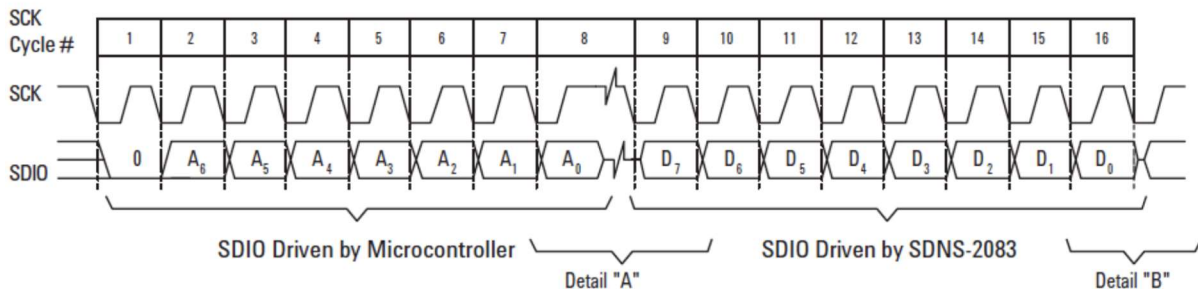 SCK
Cycle # 1 2 3 4 5 6 7 8 9 10 11 12 13 14 15 16
SCK
SDIO 0 A6 A5 A4 A3 A2 A1 A0 D7 D6 D5 D4 D3 D2 D1 D0
SDIO Driven by Microcontroller SDIO Driven by SDNS-2083
Detail "A" Detail "B"